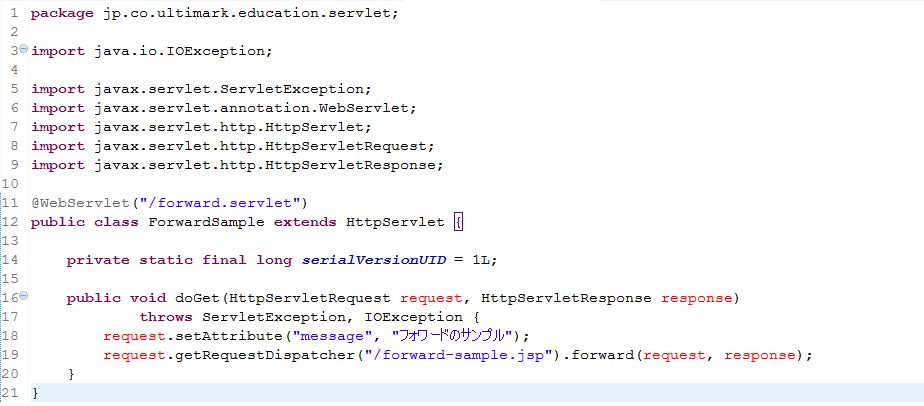 1 package jp.co.ultimark.education.servlet;
2
3 import java.io.IOException;
4
5 import javax.servlet.ServletException;
6 import javax.servlet.annotation.WebServlet;
7 import javax.servlet.http.HttpServlet;
8 import javax.servlet.http.HttpServletRequest;
9 import javax.servlet.http.HttpServletResponse;
10
11 @WebServlet("/forward.servlet")
12 public class ForwardSample extends HttpServlet {
13
14     private static final long serialVersionUID = 1L;
15
16     public void doGet(HttpServletRequest request, HttpServletResponse response)
17             throws ServletException, IOException {
18         request.setAttribute("message", "フォワードのサンプル");
19         request.getRequestDispatcher("/forward-sample.jsp").forward(request, response);
20     }
21 }